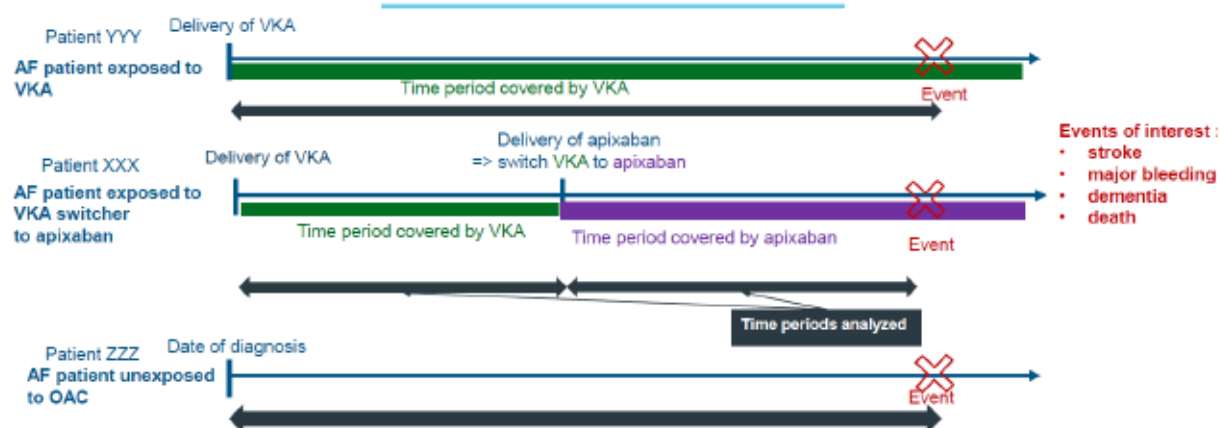 Patient YYY
Delivery of VKA
AF patient exposed to
VKA
Time period covered by VKA
Event
Patient XXX
Delivery of VKA
Delivery of apixaban
=> switch VKA to apixaban
AF patient exposed to
VKA switcher
to apixaban
Time period covered by VKA
Time period covered by apixaban
Event
Events of interest :
• stroke
• major bleeding
• dementia
• death
Time periods analyzed
Patient ZZZ
Date of diagnosis
AF patient unexposed
to OAC
Event